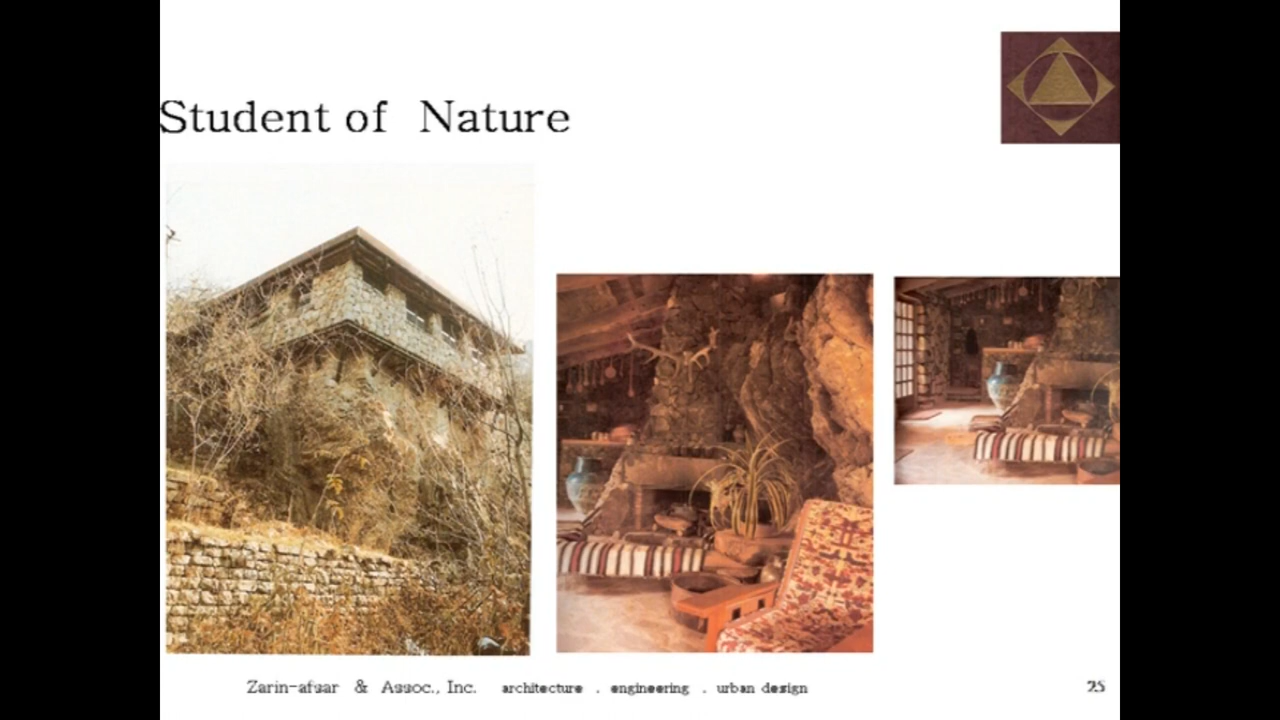 Student of Nature
Zarin-afsar & Assoc., Inc. architecture . engineering . urban design
25